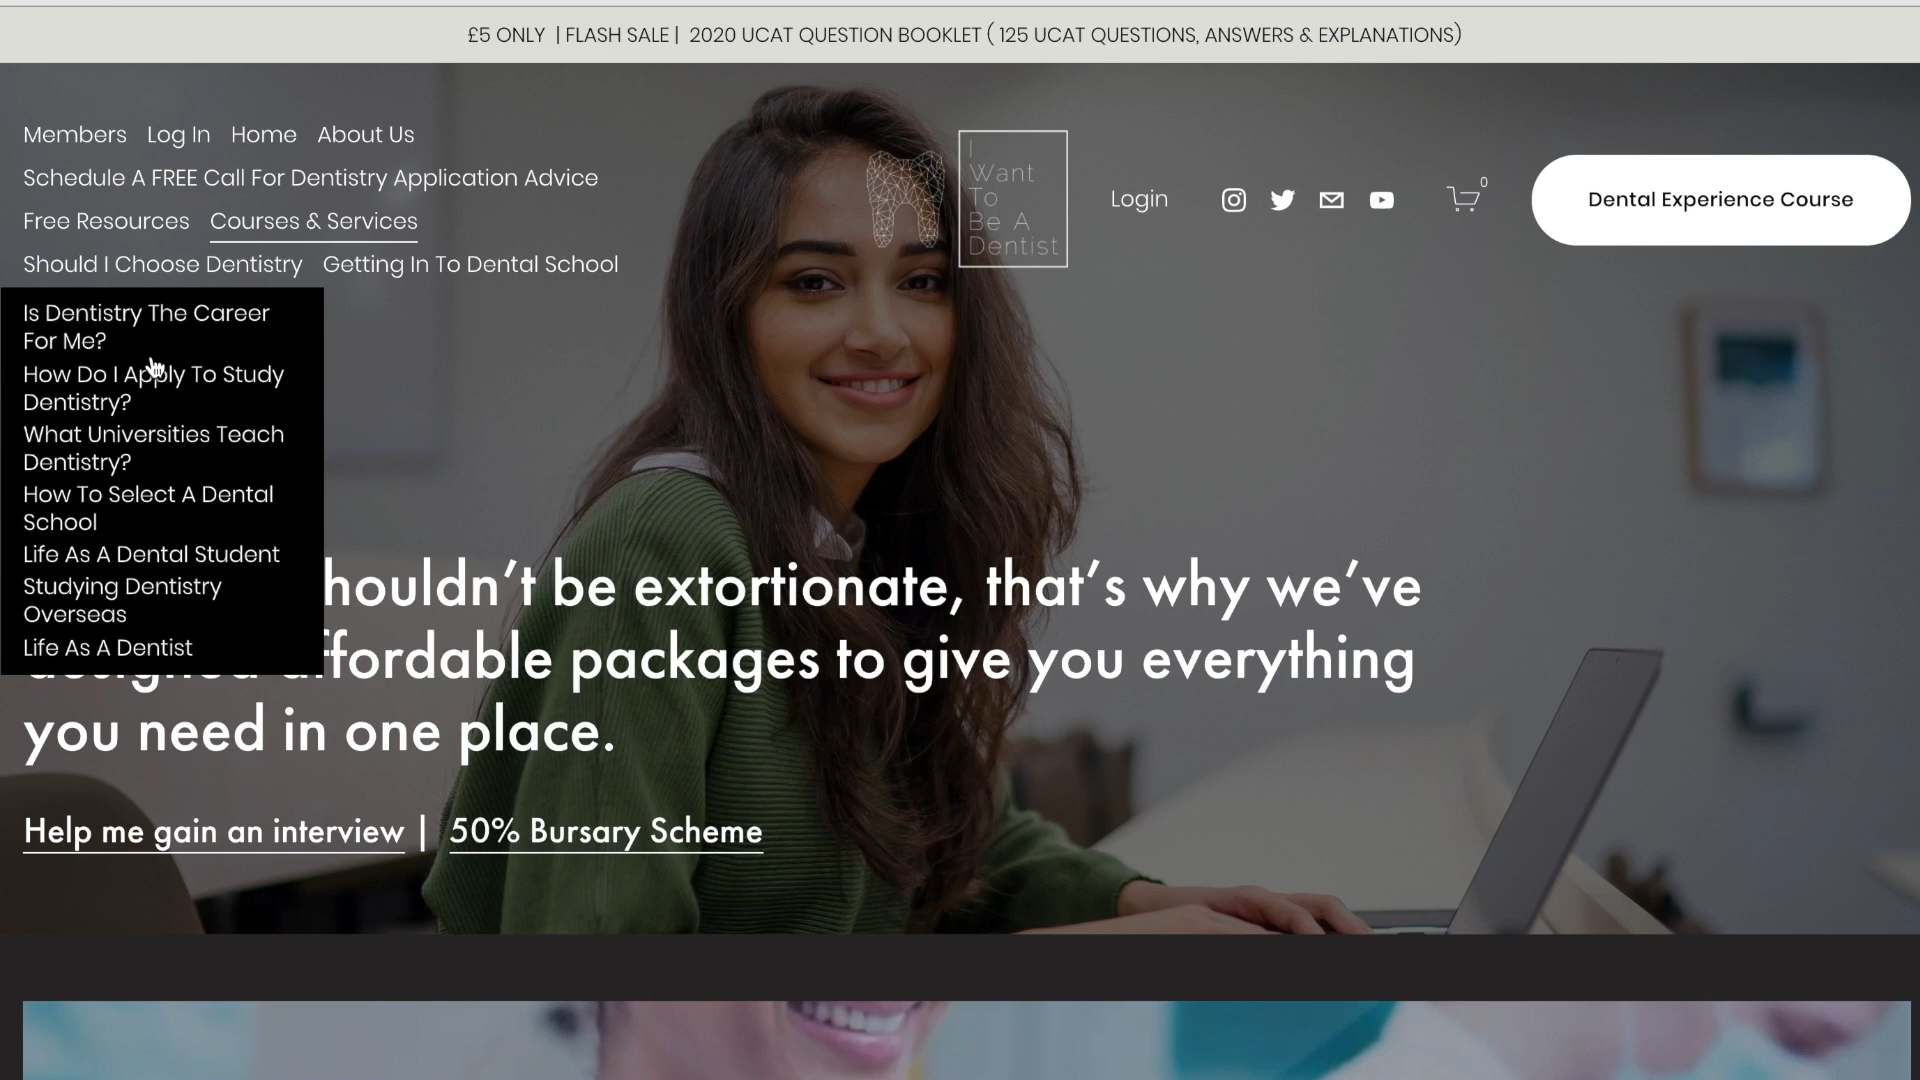 £5 ONLY | FLASH SALE | 2020 UCAT QUESTION BOOKLET ( 125 UCAT QUESTIONS, ANSWERS & EXPLANATIONS)
Members Log In Home About Us
Schedule A FREE Call For Dentistry Application Advice
Free Resources Courses & Services
Should I Choose Dentistry Getting In To Dental School
I
Want
To
Be A
Dentist
Login
0
Dental Experience Course
Is Dentistry The Career
For Me?
How Do I Apply To Study
Dentistry?
What Universities Teach
Dentistry?
How To Select A Dental
School
Life As A Dental Student
Studying Dentistry
Overseas
Life As A Dentist
houldn’t be extortionate, that’s why we’ve
designed affordable packages to give you everything
you need in one place.
Help me gain an interview | 50% Bursary Scheme